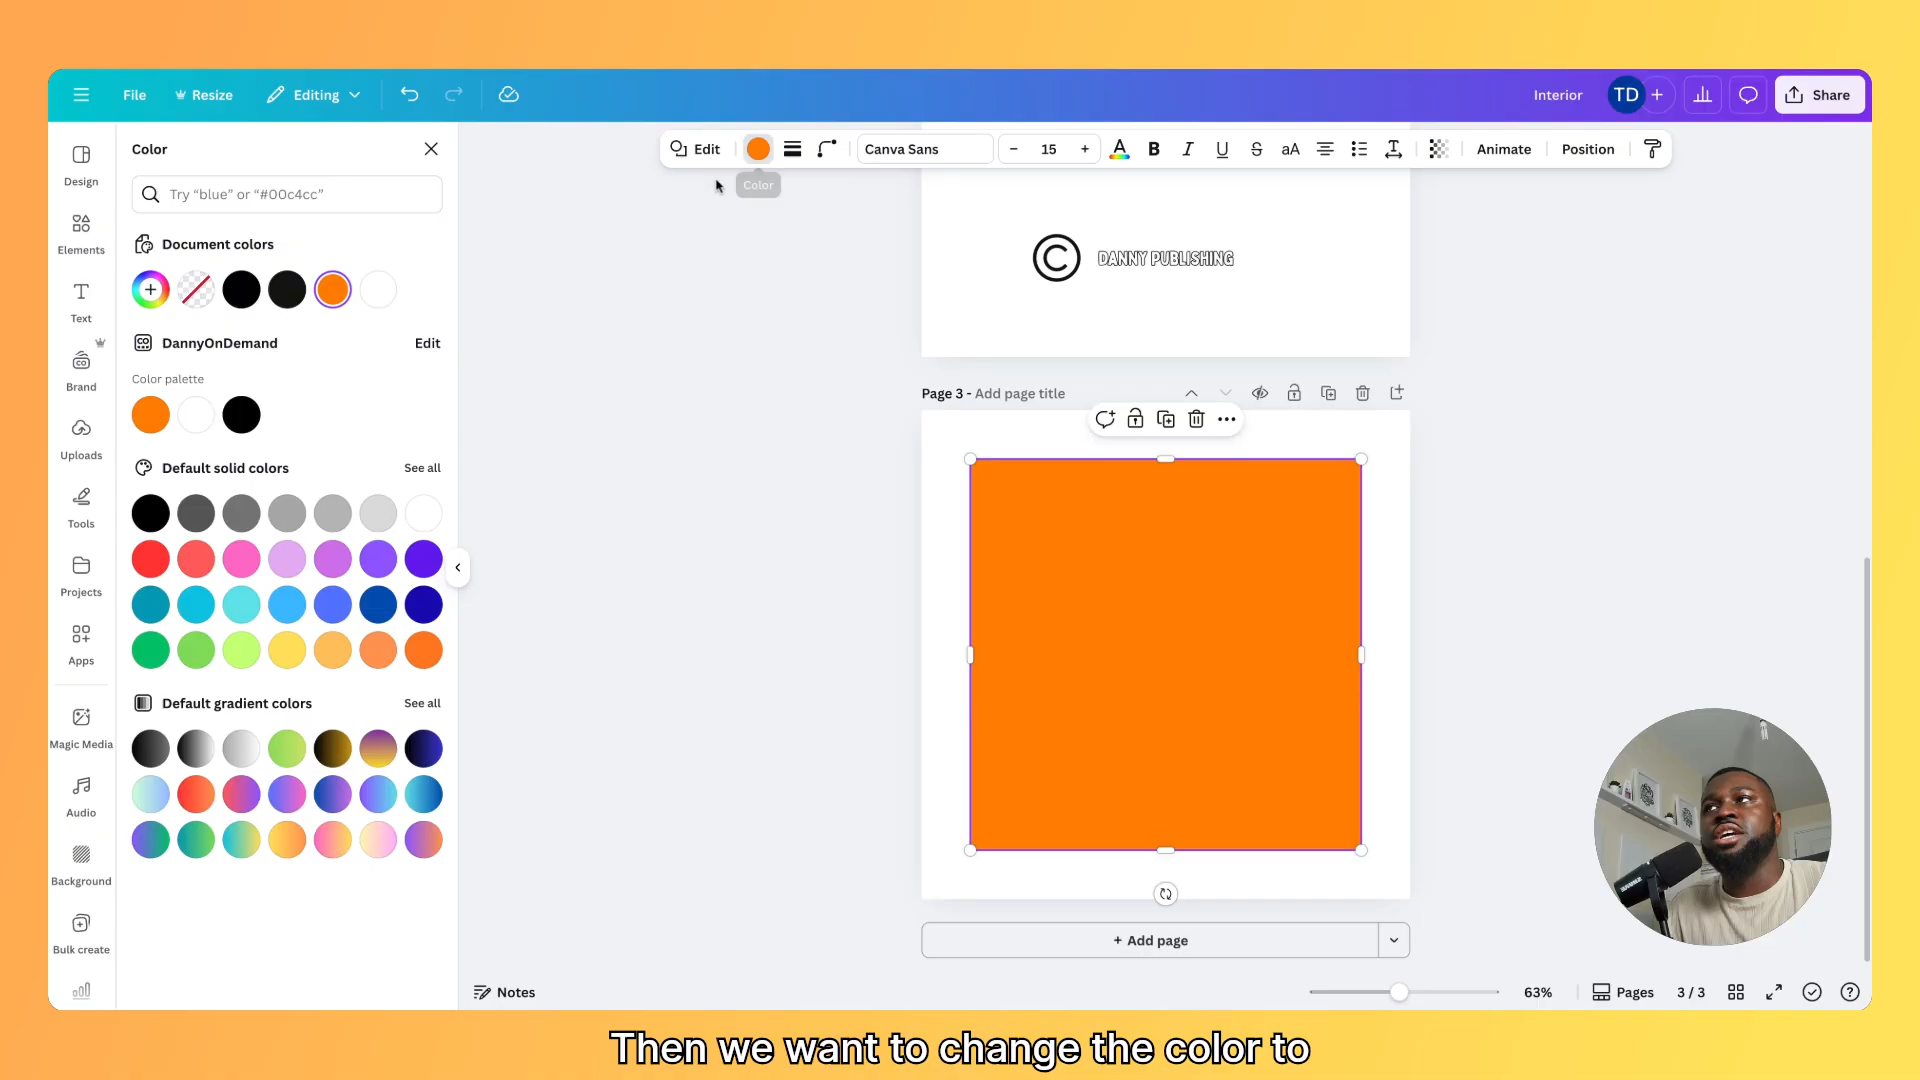 File
Resize
Editing
Interior
TD
Share
Color
Try “blue” or “#00c4cc”
Document colors
DannyOnDemand
Edit
Color palette
Default solid colors
See all
Default gradient colors
See all
Design
Elements
Text
Brand
Uploads
Tools
Projects
Apps
Magic Media
Audio
Background
Bulk create
Edit
Canva Sans
15
aA
Animate
Position
Color
DANNY PUBLISHING
Page 3 - Add page title
+ Add page
Notes
63%
Pages
3 / 3
Then we want to change the color to